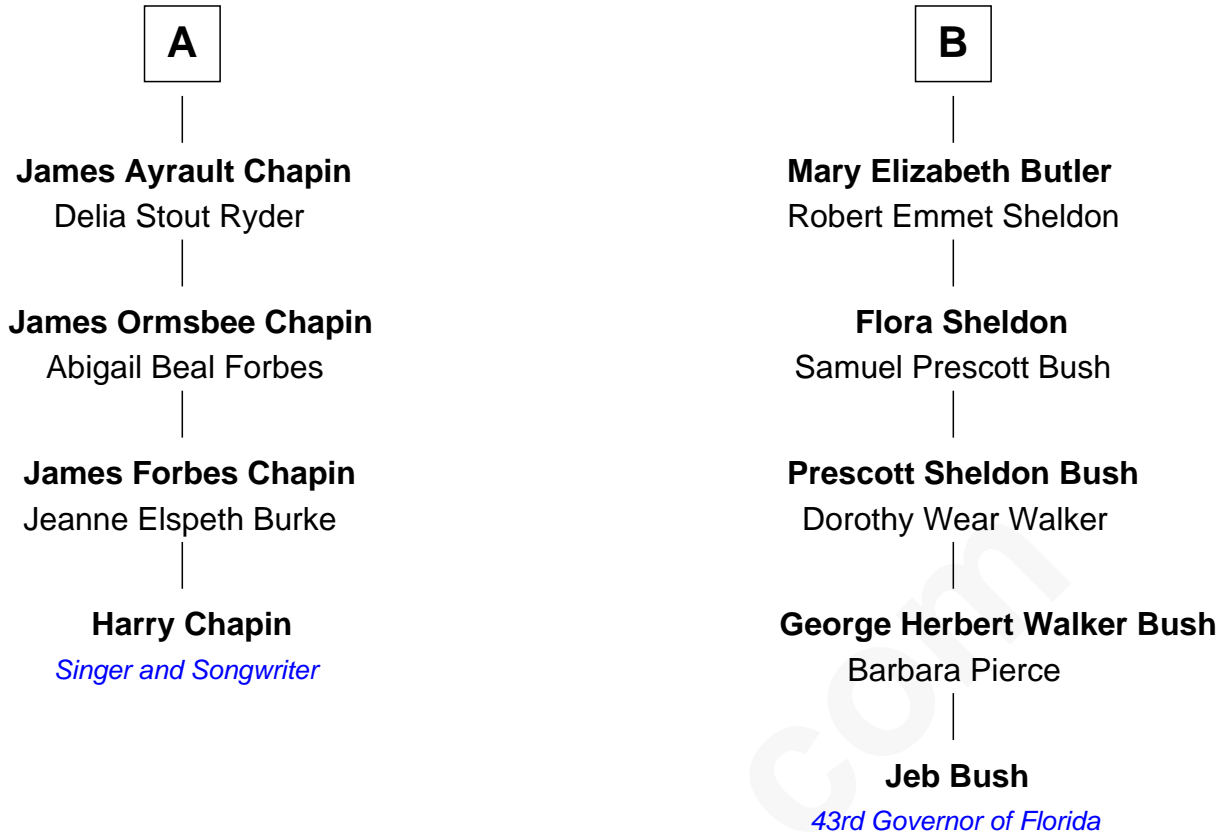 A
James Ayrault Chapin
Delia Stout Ryder
James Ormsbee Chapin
Abigail Beal Forbes
James Forbes Chapin
Jeanne Elspeth Burke
Harry Chapin
Singer and Songwriter
B
Mary Elizabeth Butler
Robert Emmet Sheldon
Flora Sheldon
Samuel Prescott Bush
Prescott Sheldon Bush
Dorothy Wear Walker
George Herbert Walker Bush
Barbara Pierce
Jeb Bush
43rd Governor of Florida
com